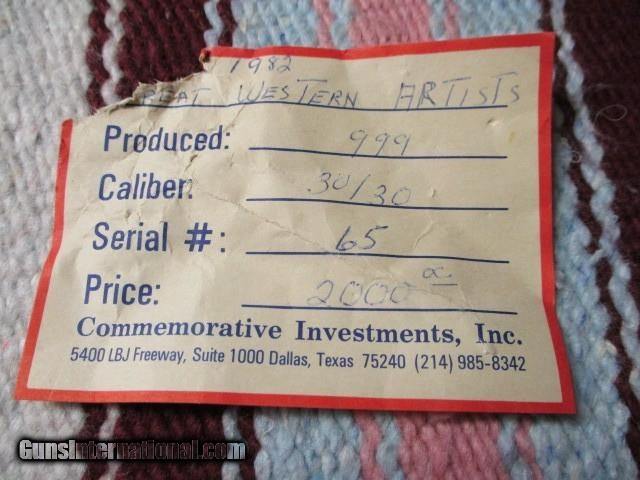 1982
REAT WESTERN ARTISTS
Produced: 999
Caliber: 30/30
Serial #: 65
Price: 2000
Commemorative Investments, Inc.
5400 LBJ Freeway, Suite 1000 Dallas, Texas 75240 (214) 985-8342
GunsInternational.com